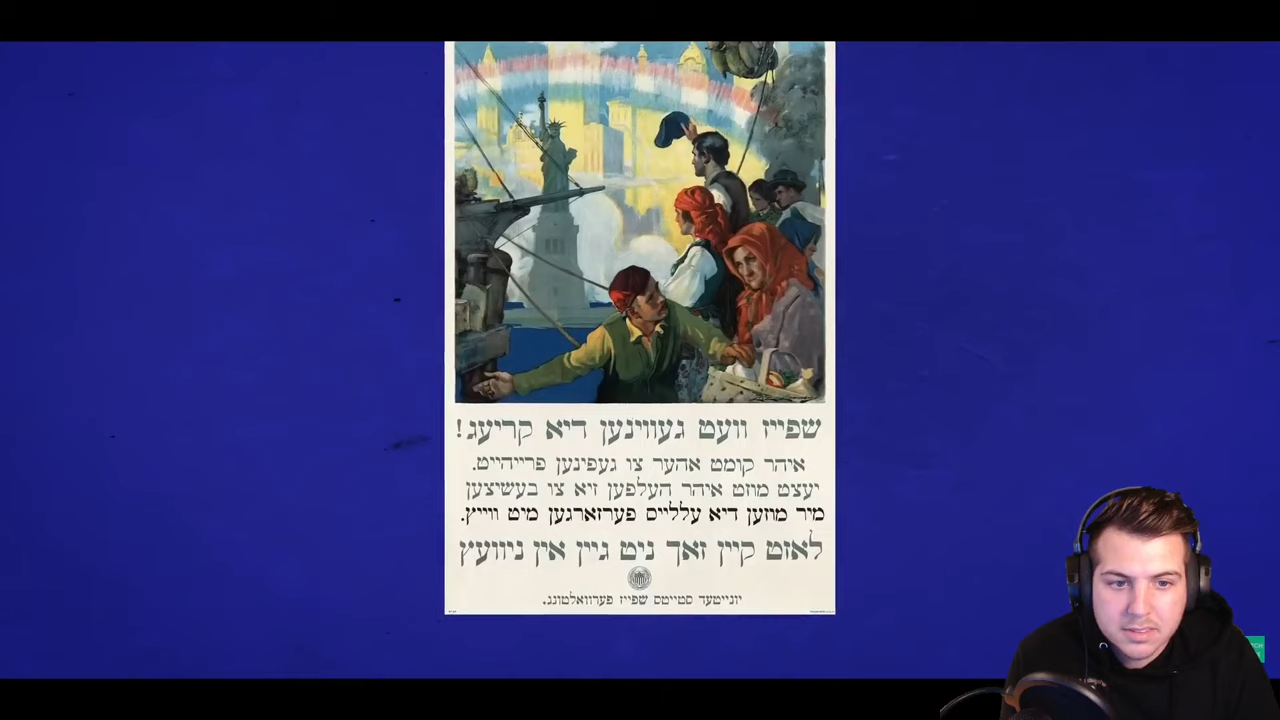 שפייז וועט געווינען דיא קריעג!
איהר קומט אהער צו געפינען פרייהייט.
יעצט מוזט איהר העלפען זיא צו בעשיצען
מיר מוזען דיא עללייס פערזארגען מיט ווייץ.
לאזט קיין זאך ניט גיין אין ניוועץ
יונייטעד סטייטס שפייז פערוואלטונג.